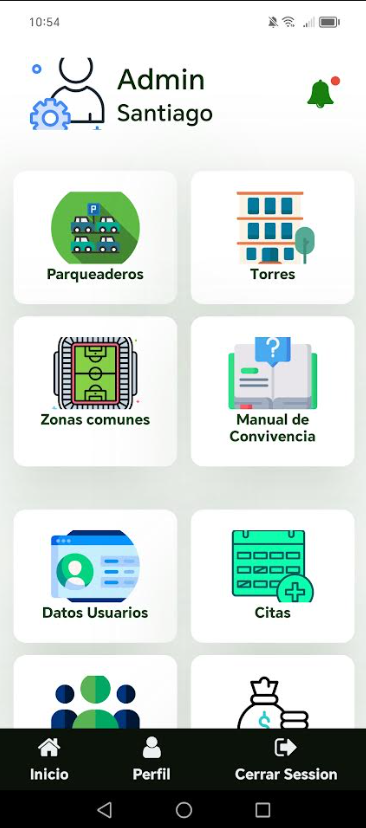 10:54
Admin
Santiago
P
Parqueaderos
Torres
Zonas comunes
?
Manual de
Convivencia
Datos Usuarios
Citas
$
Inicio
Perfil
Cerrar Session